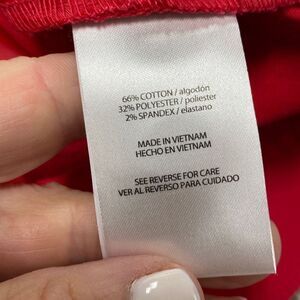 66% COTTON / algodón
32% POLYESTER / poliester
2% SPANDEX / elastano
MADE IN VIETNAM
HECHO EN VIETNAM
SEE REVERSE FOR CARE
VER AL REVERSO PARA CUIDADO